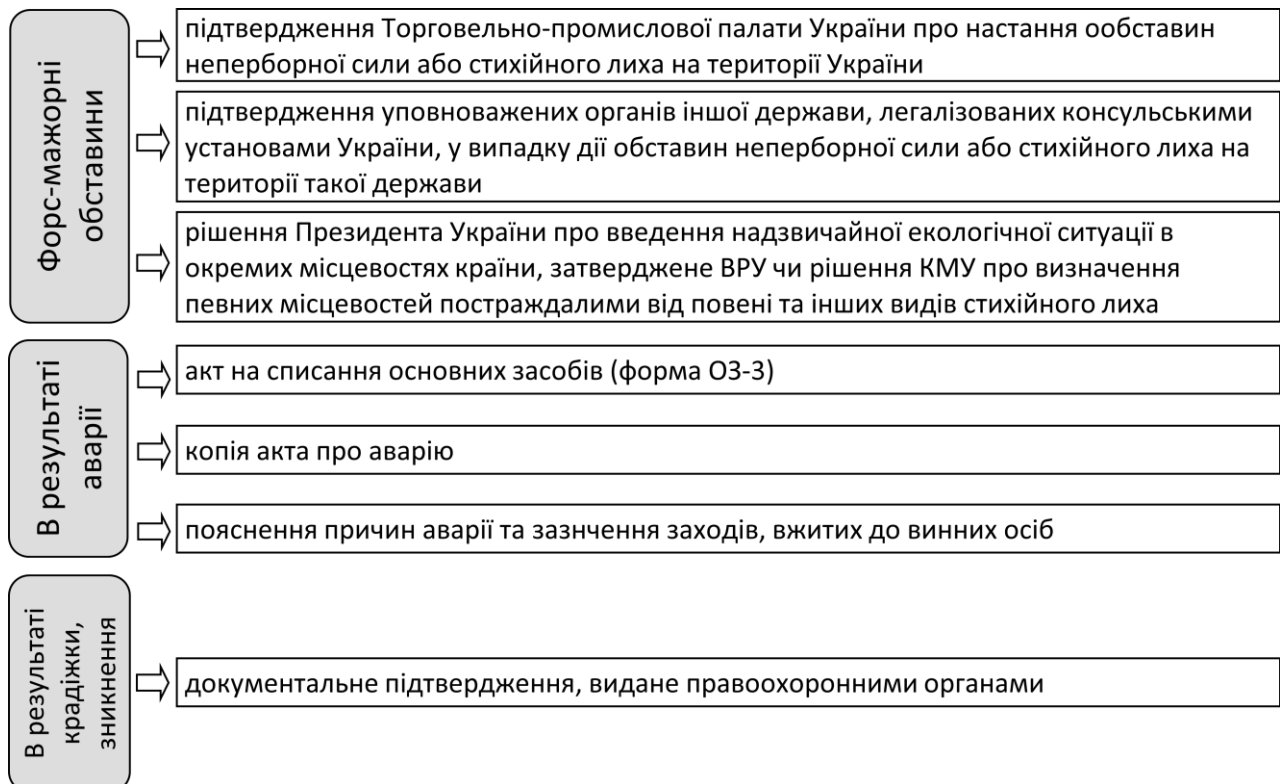 Форс-мажорні
обставини
підтвердження Торговельно-промислової палати України про настання ообставин
неперборної сили або стихійного лиха на території України
підтвердження уповноважених органів іншої держави, легалізованих консульськими
установами України, у випадку дії обставин неперборної сили або стихійного лиха на
території такої держави
рішення Президента України про введення надзвичайної екологічної ситуації в
окремих місцевостях країни, затверджене ВРУ чи рішення КМУ про визначення
певних місцевостей постраждалими від повені та інших видів стихійного лиха
В результаті
аварії
акт на списання основних засобів (форма ОЗ-3)
копія акта про аварію
пояснення причин аварії та зазнчення заходів, вжитих до винних осіб
В результаті
крадіжки,
зникнення
документальне підтвердження, видане правоохоронними органами